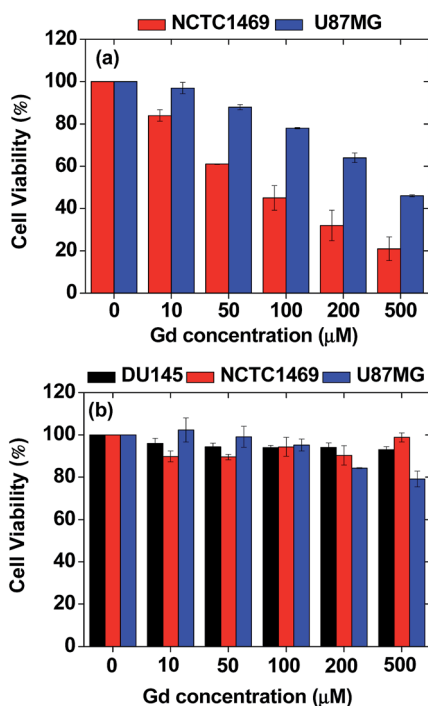 NCTC1469 U87MG
(a)
120
100
80
60
40
20
0
Cell Viability (%)
0 10 50 100 200 500
Gd concentration (μM)
DU145 NCTC1469 U87MG
(b)
120
100
80
60
40
20
0
Cell Viability (%)
0 10 50 100 200 500
Gd concentration (μM)